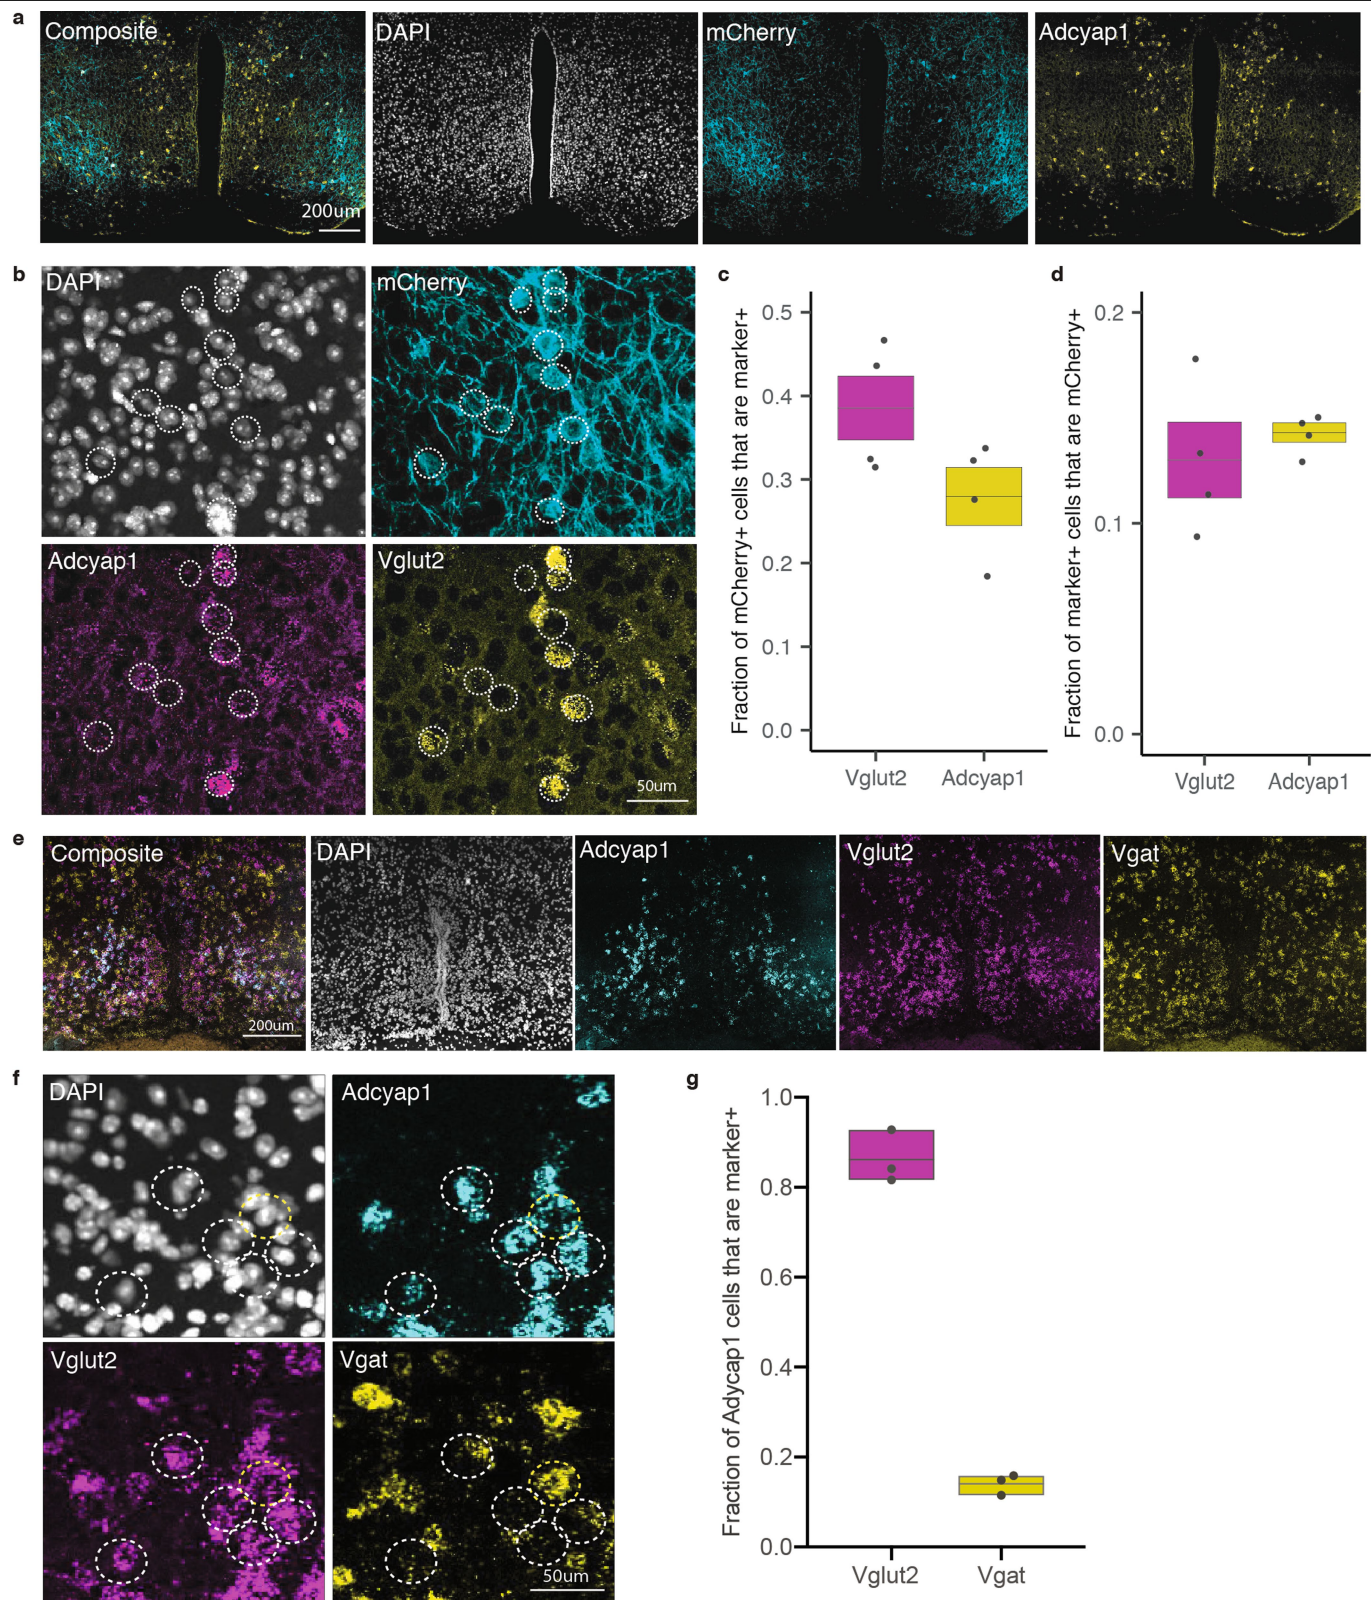 a
Composite
DAPI
mCherry
Adcyap1
200um
b
DAPI
mCherry
Adcyap1
Vglut2
50um
c
Fraction of mCherry+ cells that are marker+
0.5
0.4
0.3
0.2
0.1
0.0
Vglut2
Adcyap1
d
Fraction of marker+ cells that are mCherry+
0.2
0.1
0.0
Vglut2
Adcyap1
e
Composite
DAPI
Adcyap1
Vglut2
Vgat
200um
f
DAPI
Adcyap1
Vglut2
Vgat
50um
g
Fraction of Adycap1 cells that are marker+
1.0
0.8
0.6
0.4
0.2
0.0
Vglut2
Vgat